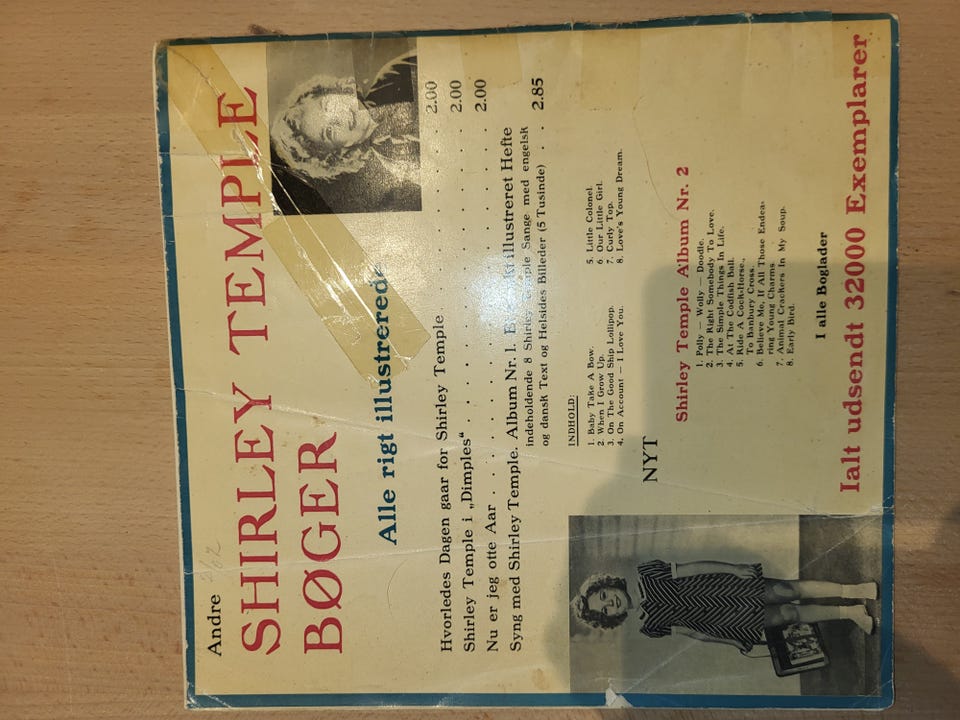 Andre
SHIRLEY TEMPLE
BØGER
Alle rigt illustrerede
Hvorledes Dagen gaar for Shirley Temple . . . 2.00
Shirley Temple i „Dimples“ . . . 2.00
Nu er jeg otte Aar . . . 2.00
Syng med Shirley Temple. Album Nr. 1. illustreret Hefte
indeholdende 8 Shirley Temple Sange med engelsk
og dansk Text og Helsides Billeder (5 Tusinde) . . 2.85
INDHOLD:
1. Baby Take A Bow.
2. When I Grow Up.
3. On The Good Ship Lollipop.
4. On Account — I Love You.
5. Little Colonel.
6. Our Little Girl.
7. Curly Top.
8. Love's Young Dream.
NYT
Shirley Temple Album Nr. 2
1. Polly — Wolly — Doodle.
2. The Right Somebody To Love.
3. The Simple Things In Life.
4. At The Codfish Ball.
5. Ride A Cock-Horse.,
To Banbury Cross.
6. Believe Me, If All Those Endea-
ring Young Charms
7. Animal Crackers In My Soup.
8. Early Bird.
I alle Boglader
Ialt udsendt 32000 Exemplarer